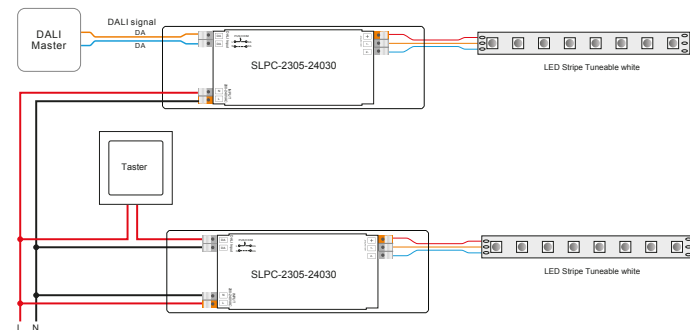 DALI signal
DALI
Master
DA
DA
SLPC-2305-24030
LED Stripe Tuneable white
Taster
SLPC-2305-24030
LED Stripe Tuneable white
L N